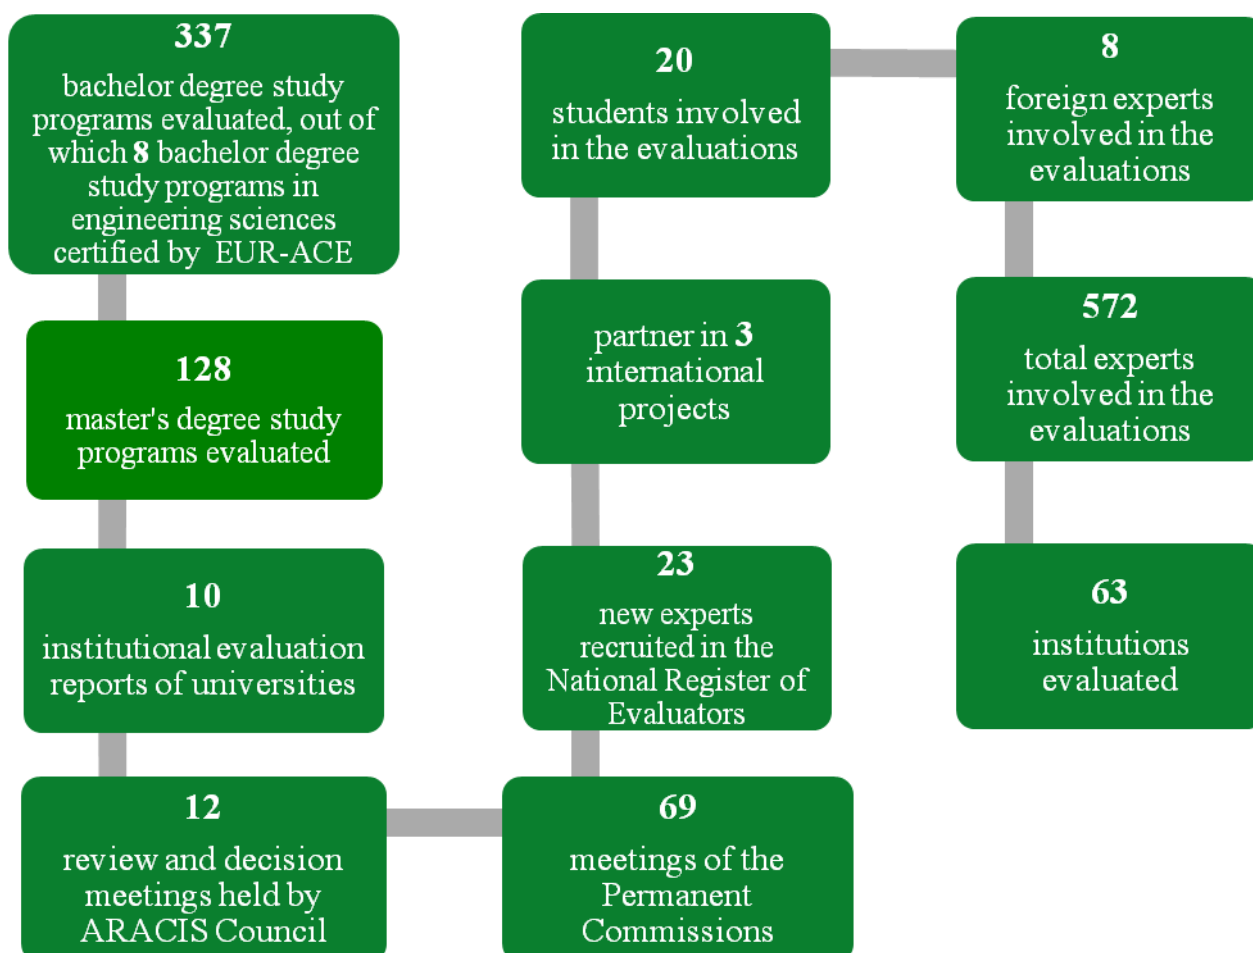 337
bachelor degree study
programs evaluated, out of
which 8 bachelor degree
study programs in
engineering sciences
certified by EUR-ACE
128
master's degree study
programs evaluated
10
institutional evaluation
reports of universities
12
review and decision
meetings held by
ARACIS Council
69
meetings of the
Permanent
Commissions
23
new experts
recruited in the
National Register of
Evaluators
partner in 3
international
projects
20
students involved
in the evaluations
8
foreign experts
involved in the
evaluations
572
total experts
involved in the
evaluations
63
institutions
evaluated